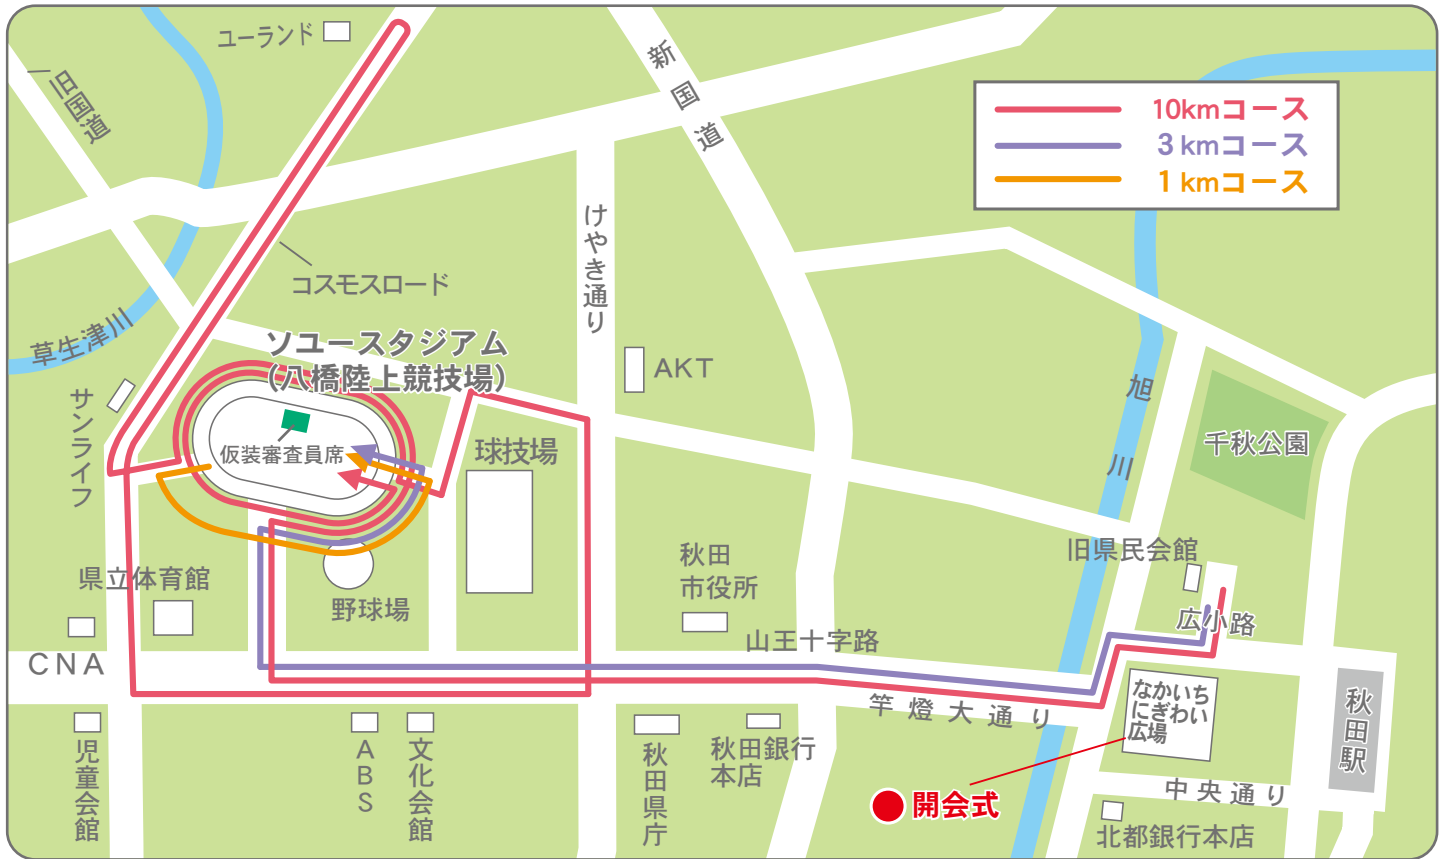 ユーランド
旧国道
新国道
10kmコース
3kmコース
1kmコース
けやき通り
コスモスロード
草生津川
ソユースタジアム
(八橋陸上競技場)
AKT
サンライフ
仮装審査員席
球技場
旭川
千秋公園
旧県民会館
秋田
市役所
県立体育館
野球場
広小路
山王十字路
CNA
竿燈大通り
なかいち
にぎわい
広場
秋田駅
児童会館
ABS
文化会館
秋田県庁
秋田銀行
本店
開会式
中央通り
北都銀行本店